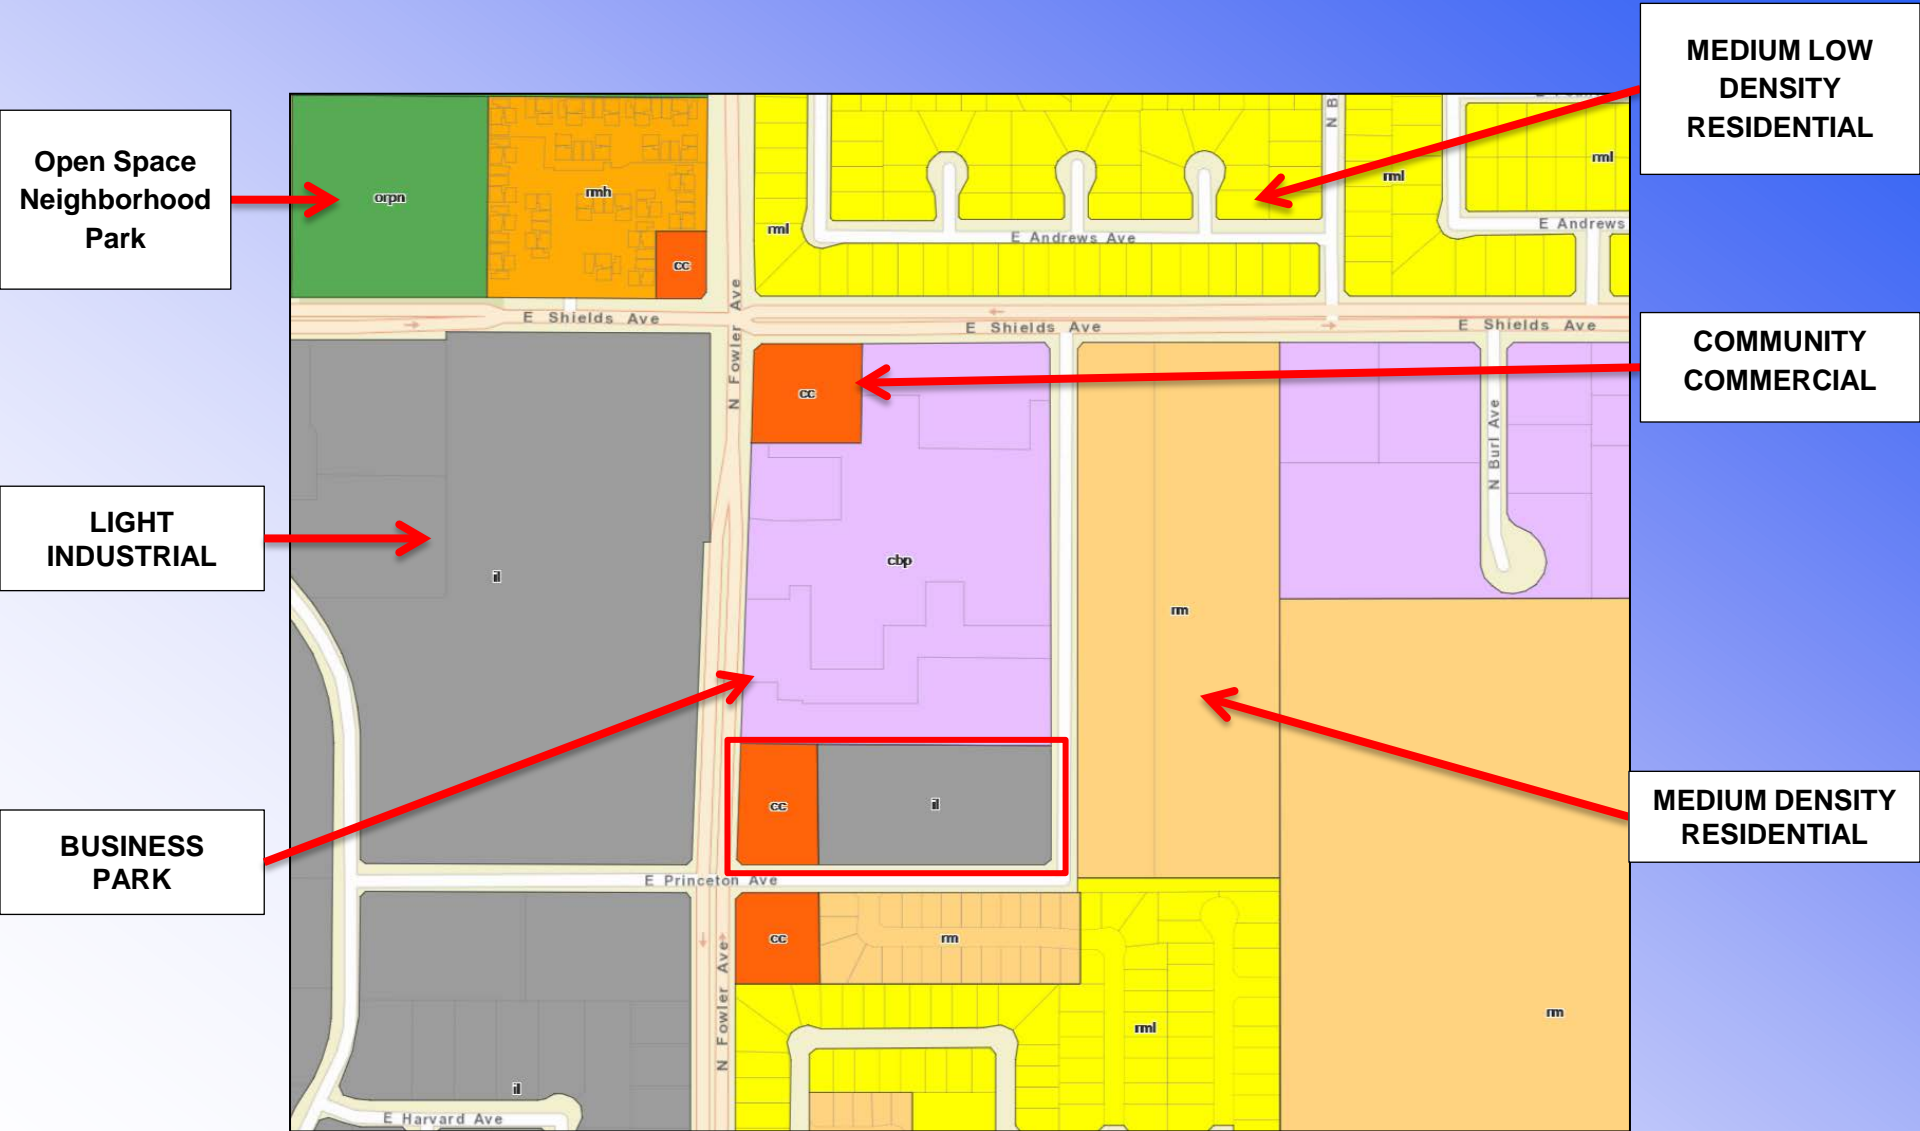 MEDIUM LOW
DENSITY
RESIDENTIAL
Open Space
Neighborhood
Park
orpn
rmh
cc
rml
rml
rml
N B
E Andrews Ave
E Andrews
E Shields Ave
E Shields Ave
E Shields Ave
N Fowler Ave
COMMUNITY
COMMERCIAL
cc
N Burl Ave
LIGHT
INDUSTRIAL
il
cbp
rm
BUSINESS
PARK
cc
il
MEDIUM DENSITY
RESIDENTIAL
E Princeton Ave
cc
rm
N Fowler Ave
rml
rm
il
E Harvard Ave